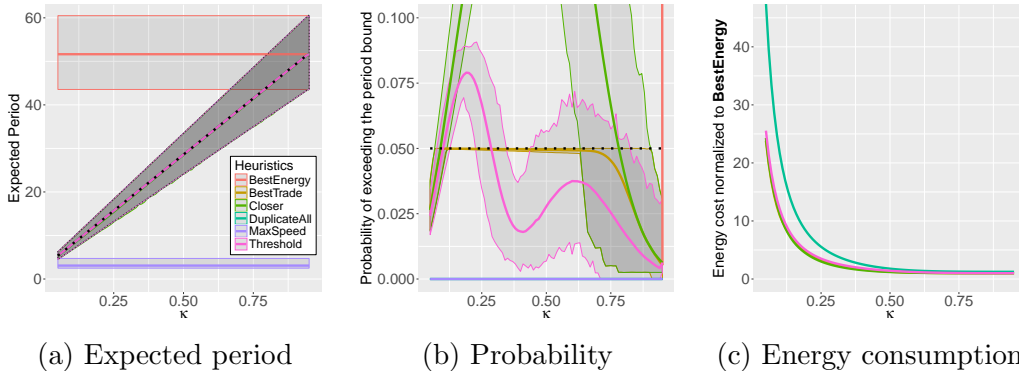 Expected Period
60
40
20
0
0.25
0.50
0.75
κ
Heuristics
BestEnergy
BestTrade
Closer
DuplicateAll
MaxSpeed
Threshold
(a) Expected period
Probability of exceeding the period bound
0.100
0.075
0.050
0.025
0.000
0.25
0.50
0.75
κ
(b) Probability
Energy cost normalized to BestEnergy
40
30
20
10
0
0.25
0.50
0.75
κ
(c) Energy consumption